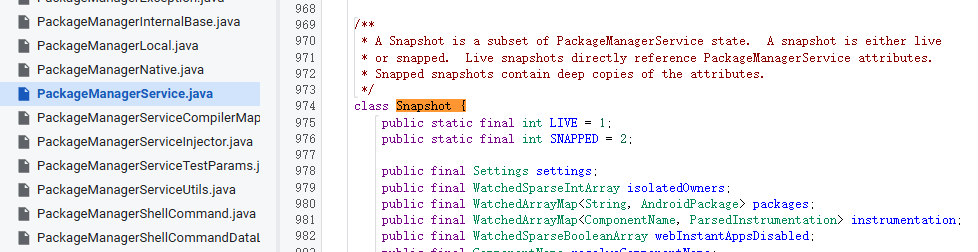 PackageManagerException.java
PackageManagerInternalBase.java
PackageManagerLocal.java
PackageManagerNative.java
PackageManagerService.java
PackageManagerServiceCompilerMap
PackageManagerServiceInjector.java
PackageManagerServiceTestParams.j
PackageManagerServiceUtils.java
PackageManagerShellCommand.java
PackageManagerShellCommandDataL
968
969 /**
970 * A Snapshot is a subset of PackageManagerService state.  A snapshot is either live
971 * or snapped.  Live snapshots directly reference PackageManagerService attributes.
972 * Snapped snapshots contain deep copies of the attributes.
973 */
974 class Snapshot {
975 public static final int LIVE = 1;
976 public static final int SNAPPED = 2;
977
978 public final Settings settings;
979 public final WatchedSparseIntArray isolatedOwners;
980 public final WatchedArrayMap<String, AndroidPackage> packages;
981 public final WatchedArrayMap<ComponentName, ParsedInstrumentation> instrumentation;
982 public final WatchedSparseBooleanArray webInstantAppsDisabled;